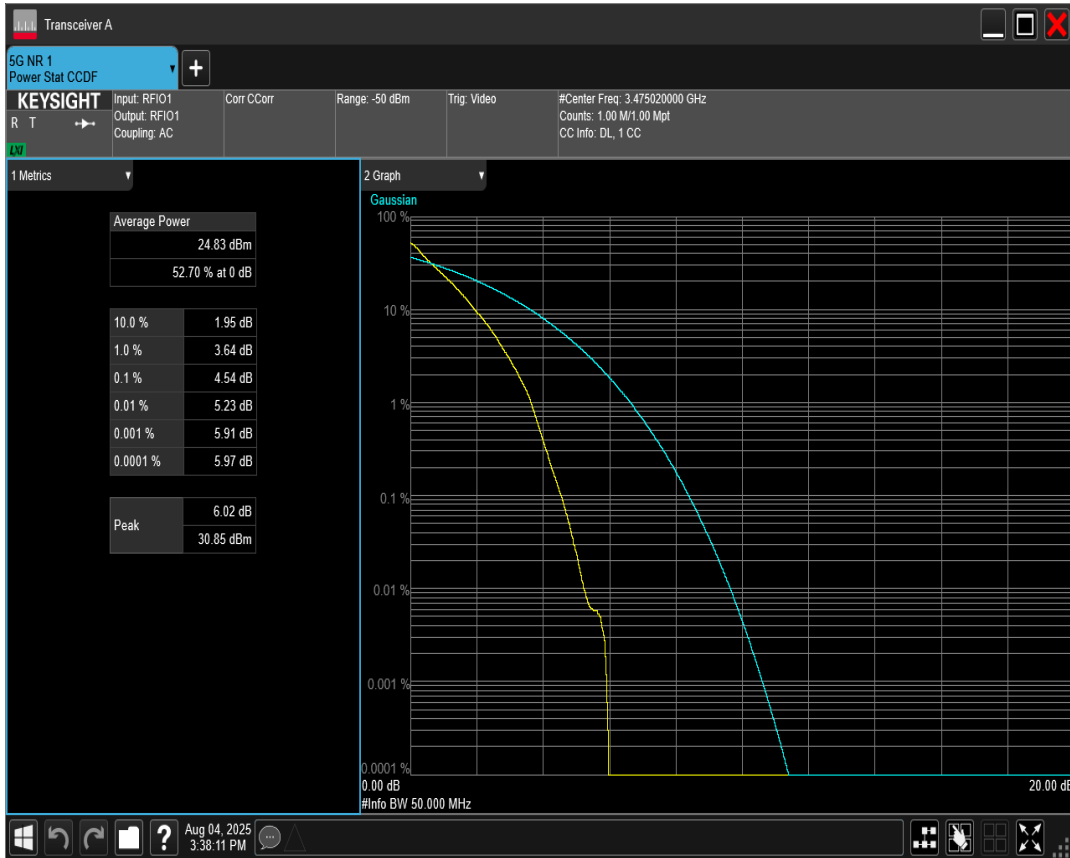 Transceiver A
5G NR 1
Power Stat CCDF
KEYSIGHT
R T
LXI
Input: RFIO1
Output: RFIO1
Coupling: AC
Corr CCorr
Range: -50 dBm
Trig: Video
#Center Freq: 3.475020000 GHz
Counts: 1.00 M/1.00 Mpt
CC Info: DL, 1 CC
1 Metrics
Average Power
24.83 dBm
52.70 % at 0 dB
10.0 % 1.95 dB
1.0 % 3.64 dB
0.1 % 4.54 dB
0.01 % 5.23 dB
0.001 % 5.91 dB
0.0001 % 5.97 dB
Peak
6.02 dB
30.85 dBm
2 Graph
Gaussian
100 %
10 %
1 %
0.1 %
0.01 %
0.001 %
0.0001 %
0.00 dB 20.00 dB
#Info BW 50.000 MHz
? Aug 04, 2025
3:38:11 PM